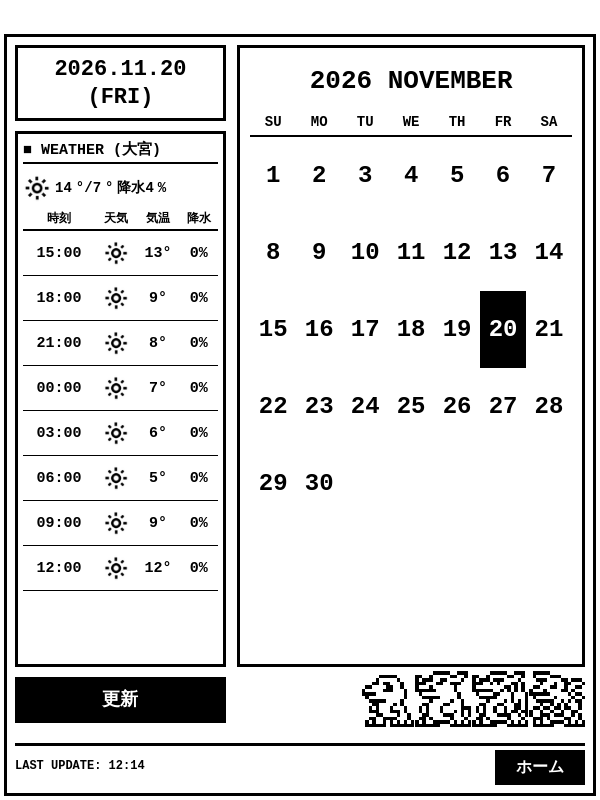 2026.11.20
(FRI)
■ WEATHER (大宮)
14 °/7 ° 降水4 %
時刻 天気 気温 降水
15:00 13° 0%
18:00 9° 0%
21:00 8° 0%
00:00 7° 0%
03:00 6° 0%
06:00 5° 0%
09:00 9° 0%
12:00 12° 0%
2026 NOVEMBER
SU MO TU WE TH FR SA
1 2 3 4 5 6 7
8 9 10 11 12 13 14
15 16 17 18 19 20 21
22 23 24 25 26 27 28
29 30
更新
LAST UPDATE: 12:14
ホーム